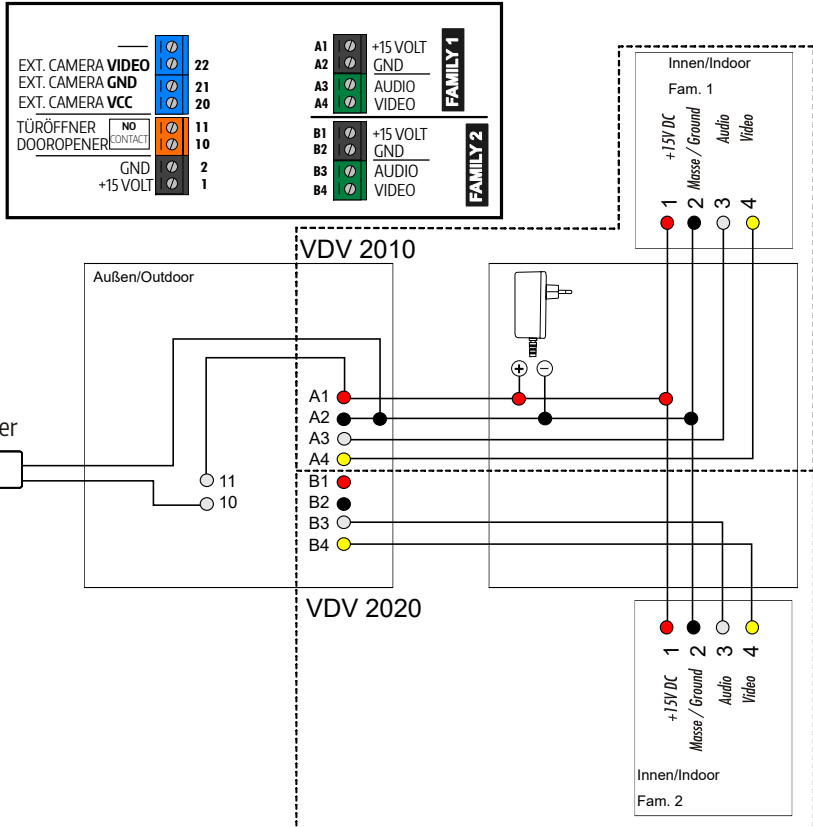 —
EXT. CAMERA VIDEO 22
EXT. CAMERA GND 21
EXT. CAMERA VCC 20
TÜRÖFFNER NO 11
DOOROPENER CONTACT 10
GND 2
+15 VOLT 1
A1 +15 VOLT
A2 GND
A3 AUDIO
A4 VIDEO
FAMILY 1
B1 +15 VOLT
B2 GND
B3 AUDIO
B4 VIDEO
FAMILY 2
Innen/Indoor
Fam. 1
+15V DC
Masse / Ground
Audio
Video
1 2 3 4
VDV 2010
Außen/Outdoor
+ −
A1
A2
A3
A4
B1
B2
B3
B4
er
11
10
VDV 2020
1 2 3 4
+15V DC
Masse / Ground
Audio
Video
Innen/Indoor
Fam. 2